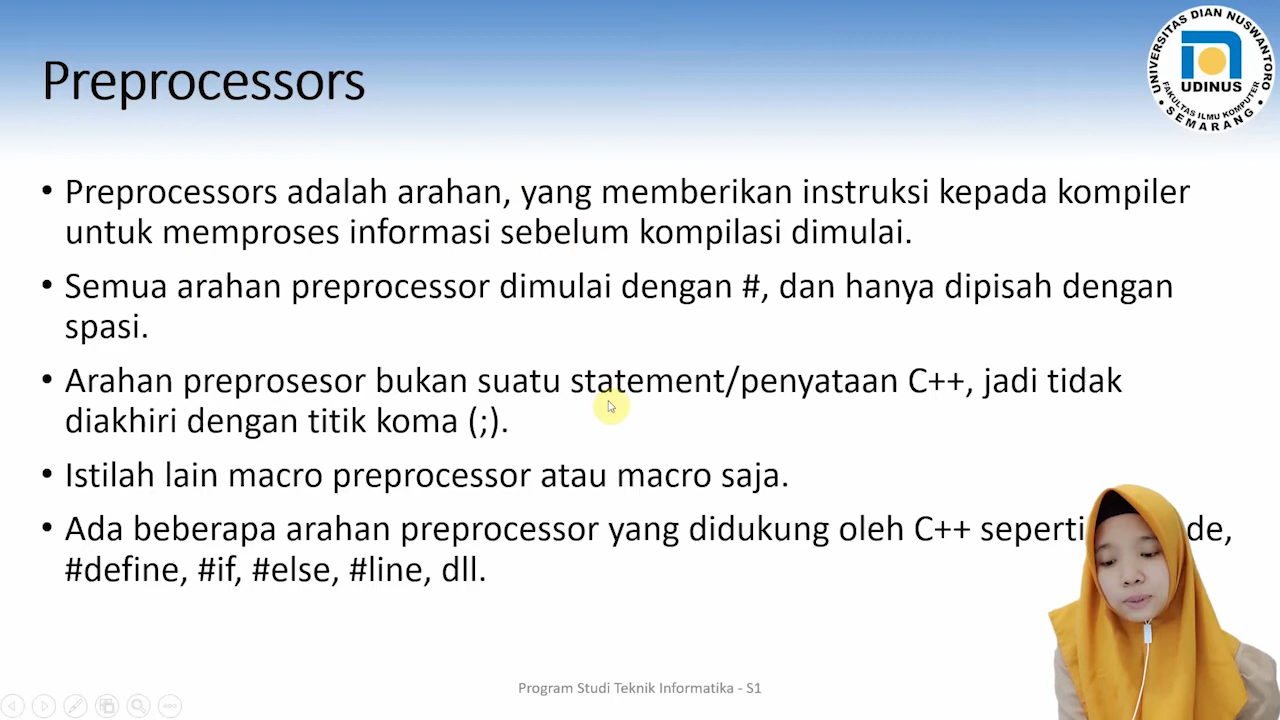 Preprocessors
UNIVERSITAS DIAN NUSWANTORO
UDINUS
FAKULTAS ILMU KOMPUTER
• SEMARANG •
• Preprocessors adalah arahan, yang memberikan instruksi kepada kompiler
untuk memproses informasi sebelum kompilasi dimulai.
• Semua arahan preprocessor dimulai dengan #, dan hanya dipisah dengan
spasi.
• Arahan preprosesor bukan suatu statement/penyataan C++, jadi tidak
diakhiri dengan titik koma (;).
• Istilah lain macro preprocessor atau macro saja.
• Ada beberapa arahan preprocessor yang didukung oleh C++ seperti de,
#define, #if, #else, #line, dll.
Program Studi Teknik Informatika - S1